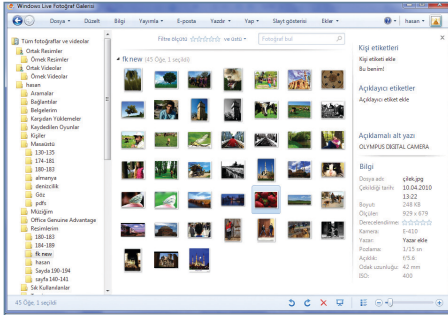 Windows Live Fotoğraf Galerisi
Dosya
Düzelt
Bilgi
Yayımla
E-posta
Yazdır
Yap
Slayt gösterisi
Ekler
hasan
Tüm fotoğraflar ve videolar
Ortak Resimler
Örnek Resimler
Ortak Videolar
Örnek Videolar
hasan
Aramalar
Bağlantılar
Belgelerim
Karşıdan Yüklemeler
Kaydedilen Oyunlar
Kişiler
Masaüstü
130-135
174-181
180-183
almanya
denizcilik
Göz
pdfo
Müziğim
Office Genuine Advantage
Resimlerim
180-183
184-189
fk new
hasan
Sayda 190-194
sayfa 140-141
Sık Kullanılanlar
Filtre ölçütü
ve üstü
Fotoğraf bul
fk new (45 Öğe, 1 seçildi)
Kişi etiketleri
Kişi etiketi ekle
Bu benim!
Açıklayıcı etiketler
Açıklayıcı etiket ekle
Açıklamalı alt yazı
OLYMPUS DIGITAL CAMERA
Bilgi
Dosya adı: çilek.jpg
Çekildiği tarih: 10.04.2010
13:22
Boyut: 248 KB
Ölçüler: 929 x 679
Derecelendirme:
Kamera: E-410
Yazar: Yazar ekle
Pozlama: 1/15 sn
Açıklık: f/5.6
Odak uzunluğu: 42 mm
ISO: 400
45 Öğe, 1 seçildi